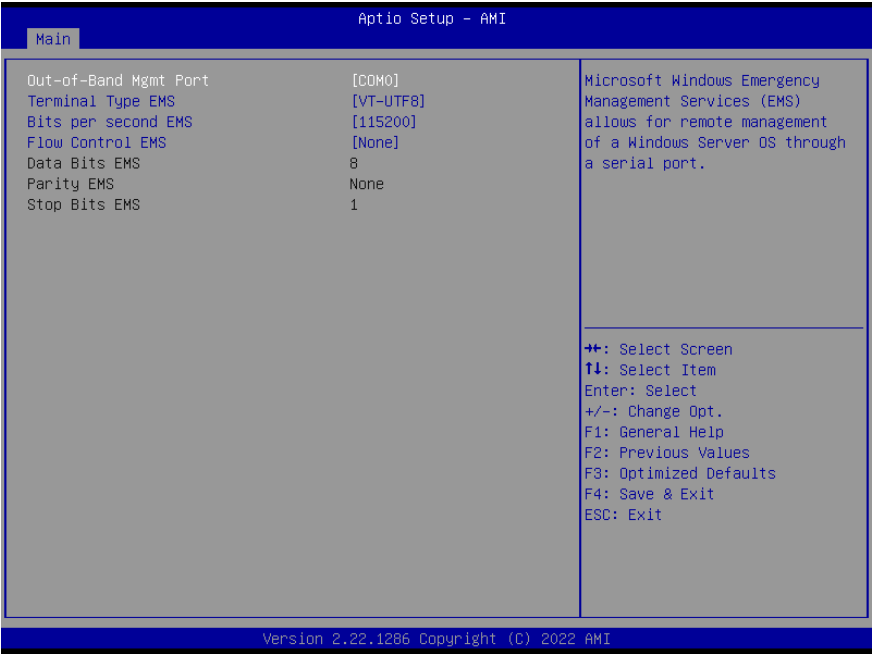 Aptio Setup – AMI
Main
Out-of-Band Mgmt Port [COM0]
Terminal Type EMS [VT-UTF8]
Bits per second EMS [115200]
Flow Control EMS [None]
Data Bits EMS 8
Parity EMS None
Stop Bits EMS 1
Microsoft Windows Emergency
Management Services (EMS)
allows for remote management
of a Windows Server OS through
a serial port.
→←: Select Screen
↑↓: Select Item
Enter: Select
+/-: Change Opt.
F1: General Help
F2: Previous Values
F3: Optimized Defaults
F4: Save & Exit
ESC: Exit
Version 2.22.1286 Copyright (C) 2022 AMI